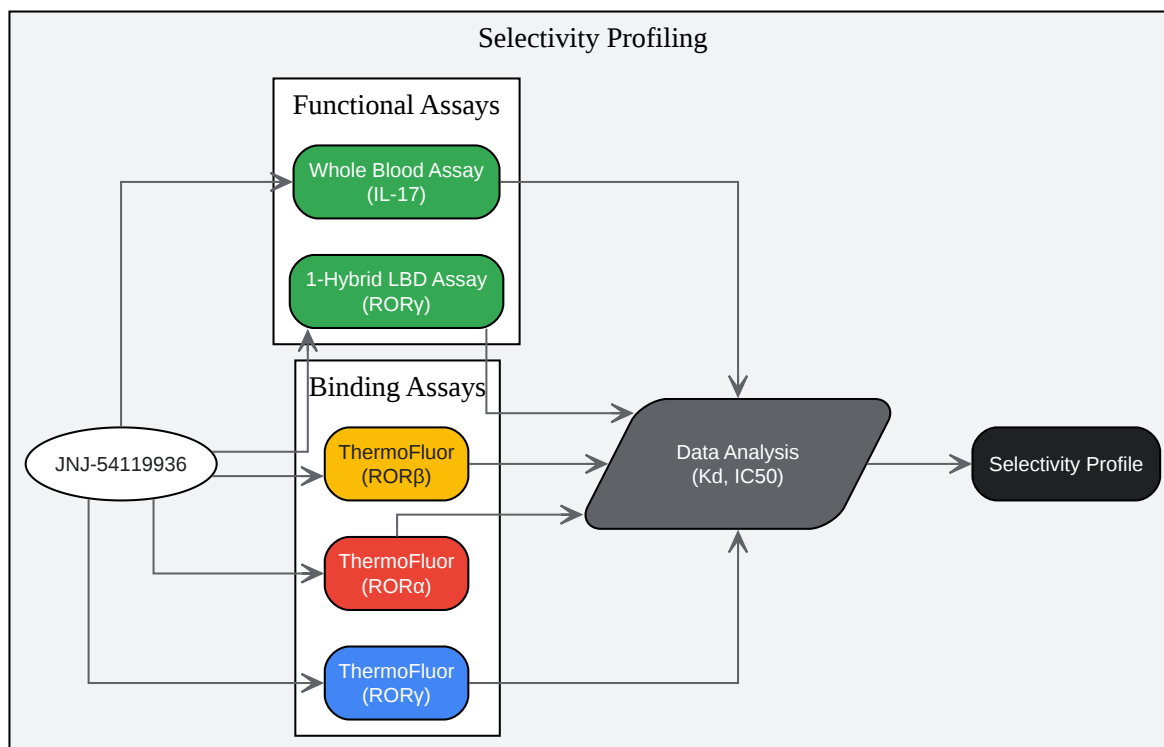 Selectivity Profiling
Functional Assays
Whole Blood Assay
(IL-17)
1-Hybrid LBD Assay
(RORγ)
Binding Assays
JNJ-54119936
ThermoFluor
(RORβ)
ThermoFluor
(RORα)
ThermoFluor
(RORγ)
Data Analysis
(Kd, IC50)
Selectivity Profile